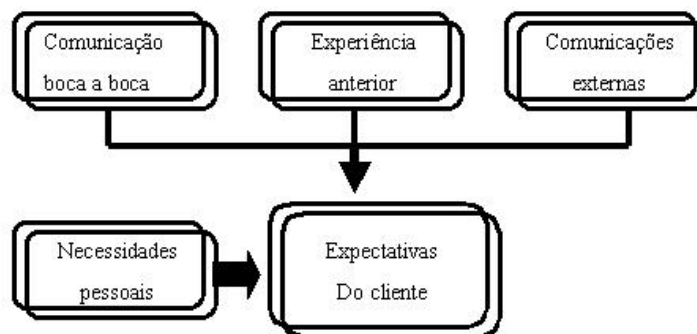 Comunicação
boca a boca
Experiência
anterior
Comunicações
externas
Necessidades
pessoais
Expectativas
Do cliente